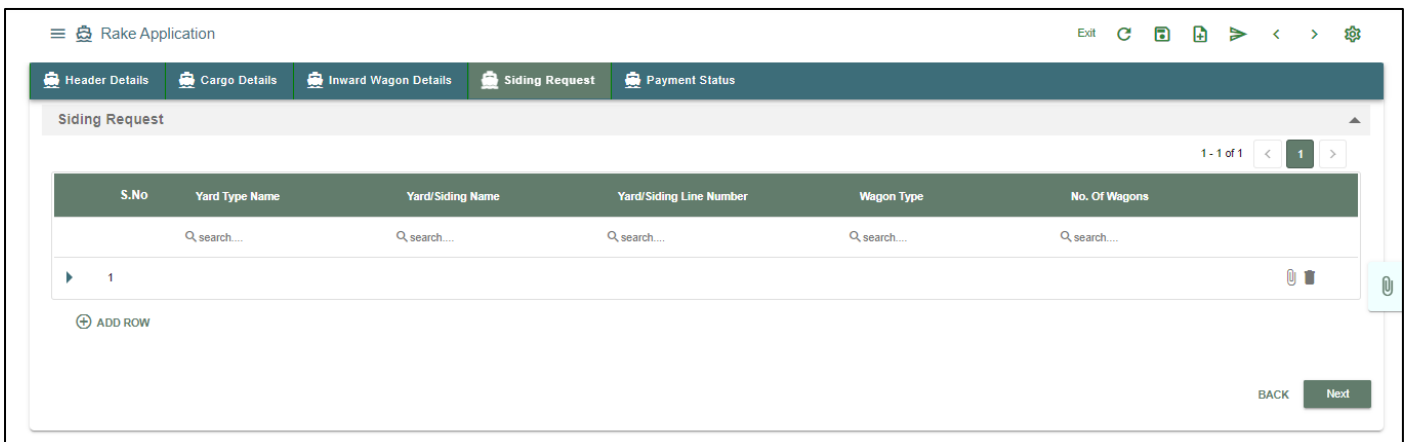 Rake Application Exit
Header Details Cargo Details Inward Wagon Details Siding Request Payment Status
Siding Request
1 - 1 of 1 < 1 >
S.No Yard Type Name Yard/Siding Name Yard/Siding Line Number Wagon Type No. Of Wagons
search.... search.... search.... search.... search....
1
ADD ROW
BACK Next